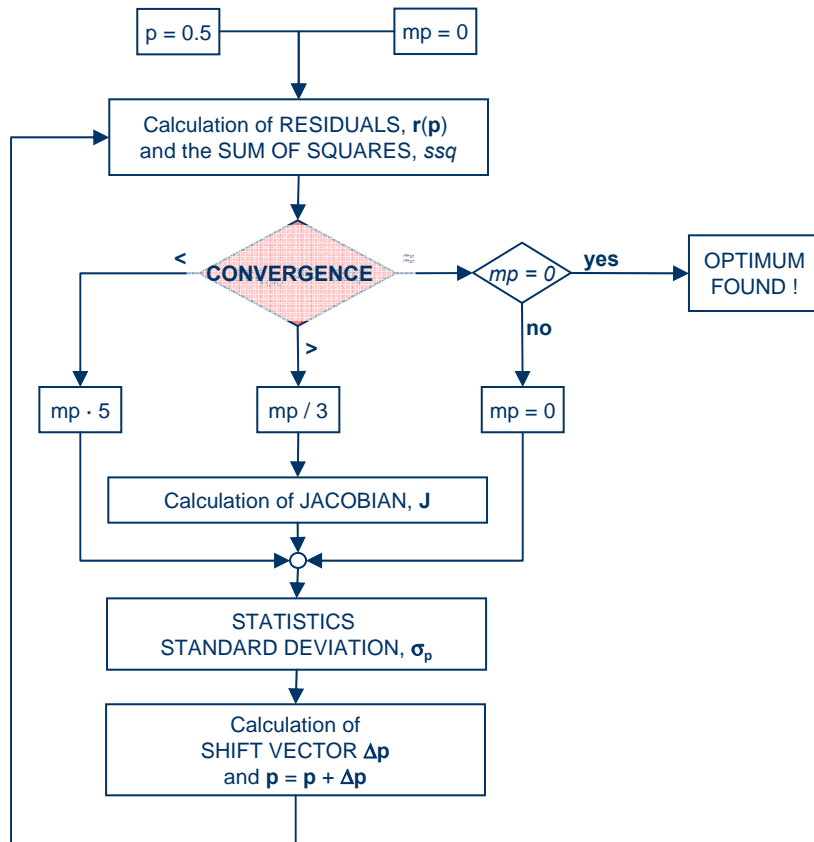 p = 0.5
mp = 0
Calculation of RESIDUALS, r(p)
and the SUM OF SQUARES, ssq
<
CONVERGENCE
≈
mp = 0
yes
OPTIMUM
FOUND !
>
no
mp · 5
mp / 3
mp = 0
Calculation of JACOBIAN, J
STATISTICS
STANDARD DEVIATION, σp
Calculation of
SHIFT VECTOR Δp
and p = p + Δp